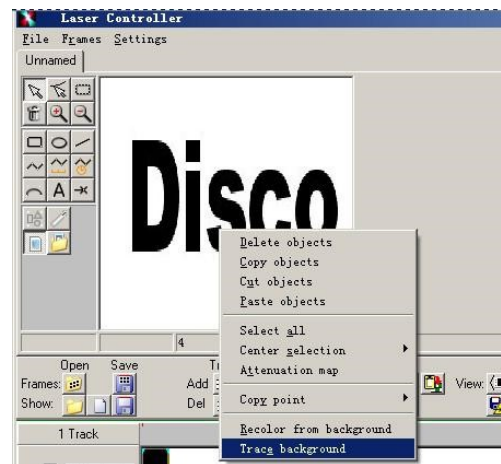 Laser Controller
File Frames Settings
Unnamed
A
Disco
Delete objects
Copy objects
Cut objects
Paste objects
Select all
Center selection
Attenuation map
Copy point
Recolor from background
Trace background
4
Open Save
Frames: Add View:
Show: Del
1 Track